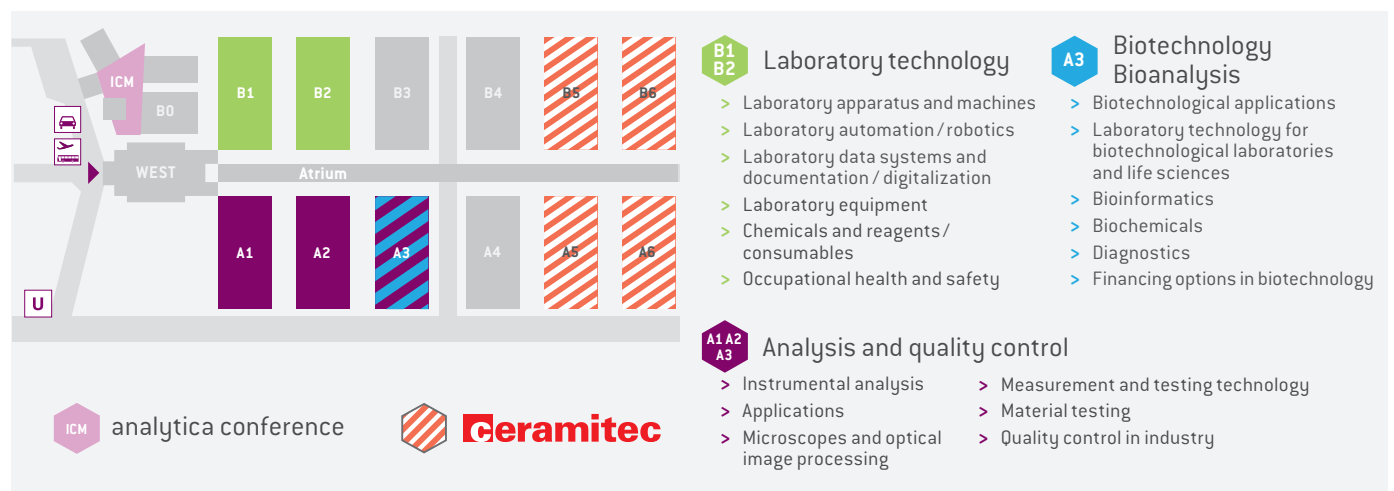 ICM
B0
WEST
B1
B2
B3
B4
B5
B6
Atrium
A1
A2
A3
A4
A5
A6
U
ICM
analytica conference
ceramitec
B1
B2
Laboratory technology
> Laboratory apparatus and machines
> Laboratory automation / robotics
> Laboratory data systems and
documentation / digitalization
> Laboratory equipment
> Chemicals and reagents /
consumables
> Occupational health and safety
A3
Biotechnology
Bioanalysis
> Biotechnological applications
> Laboratory technology for
biotechnological laboratories
and life sciences
> Bioinformatics
> Biochemicals
> Diagnostics
> Financing options in biotechnology
A1 A2
A3
Analysis and quality control
> Instrumental analysis
> Applications
> Microscopes and optical
image processing
> Measurement and testing technology
> Material testing
> Quality control in industry